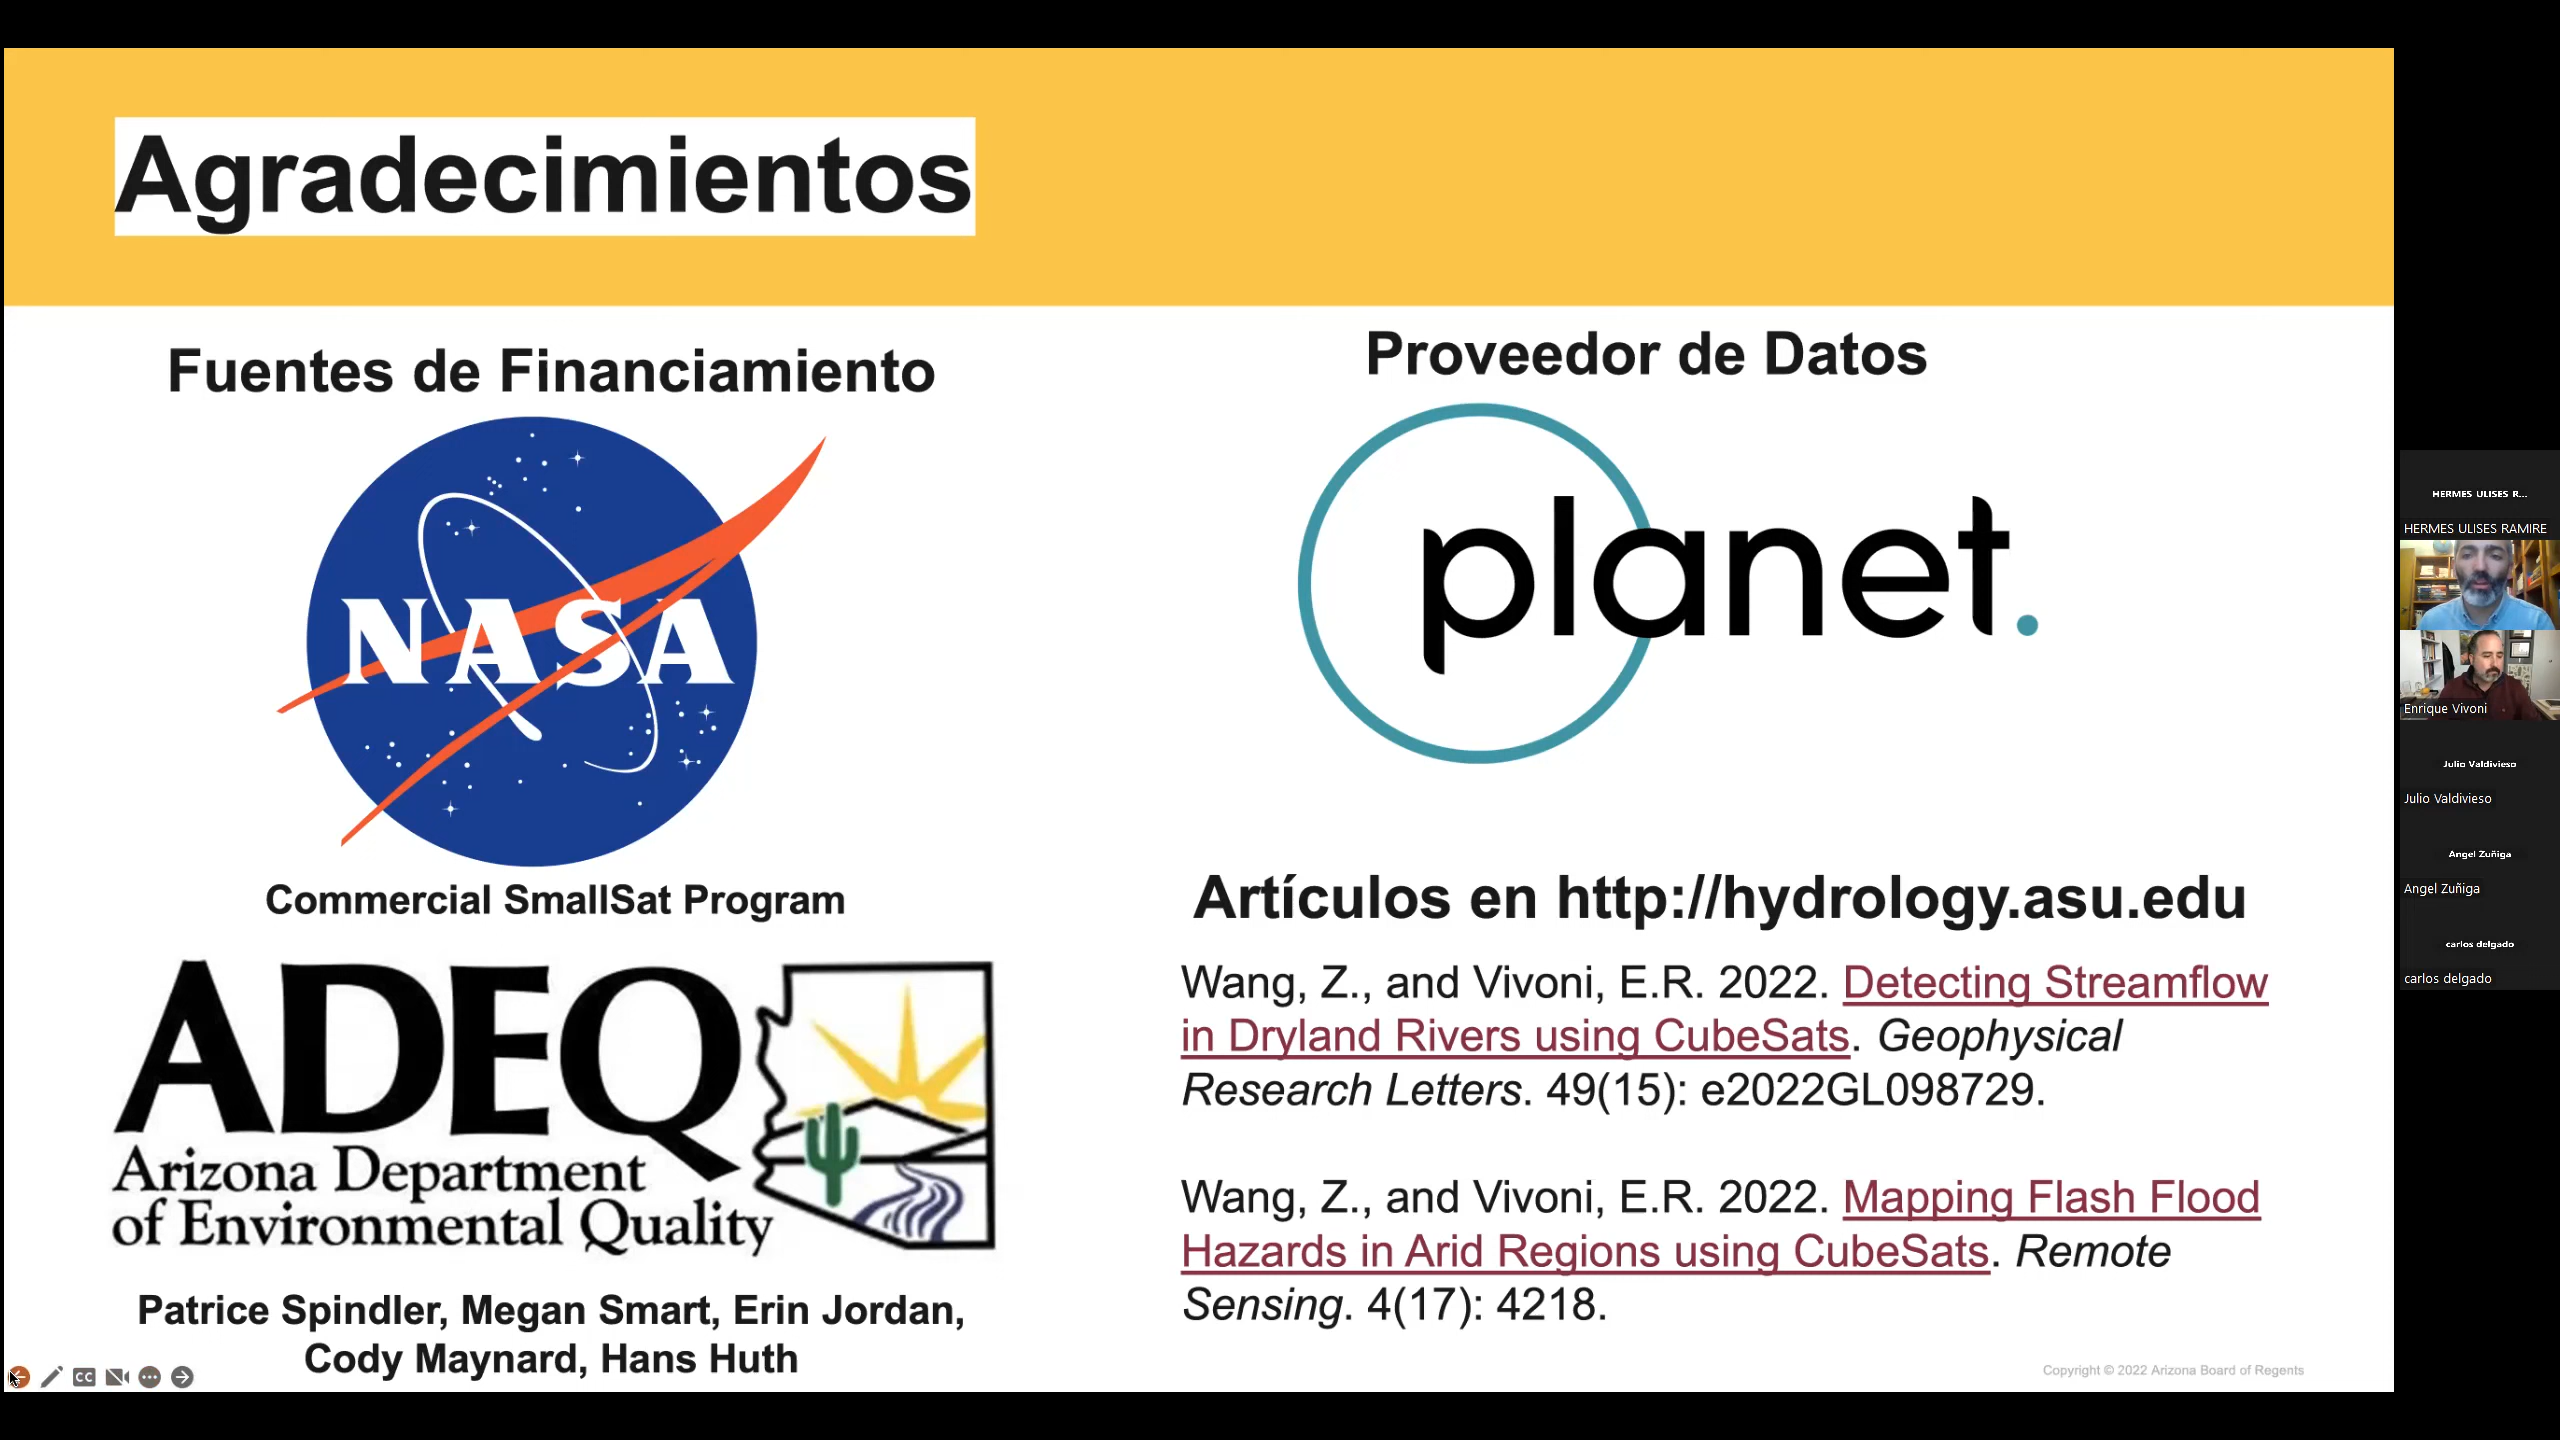 Agradecimientos
Fuentes de Financiamiento
NASA
Commercial SmallSat Program
ADEQ
Arizona Department
of Environmental Quality
Patrice Spindler, Megan Smart, Erin Jordan,
Cody Maynard, Hans Huth
Proveedor de Datos
planet.
Artículos en http://hydrology.asu.edu
Wang, Z., and Vivoni, E.R. 2022. Detecting Streamflow
in Dryland Rivers using CubeSats. Geophysical
Research Letters. 49(15): e2022GL098729.
Wang, Z., and Vivoni, E.R. 2022. Mapping Flash Flood
Hazards in Arid Regions using CubeSats. Remote
Sensing. 4(17): 4218.
CC
Copyright © 2022 Arizona Board of Regents
HERMES ULISES R...
HERMES ULISES RAMIRE
Enrique Vivoni
Julio Valdivieso
Julio Valdivieso
Angel Zuñiga
Angel Zuñiga
carlos delgado
carlos delgado